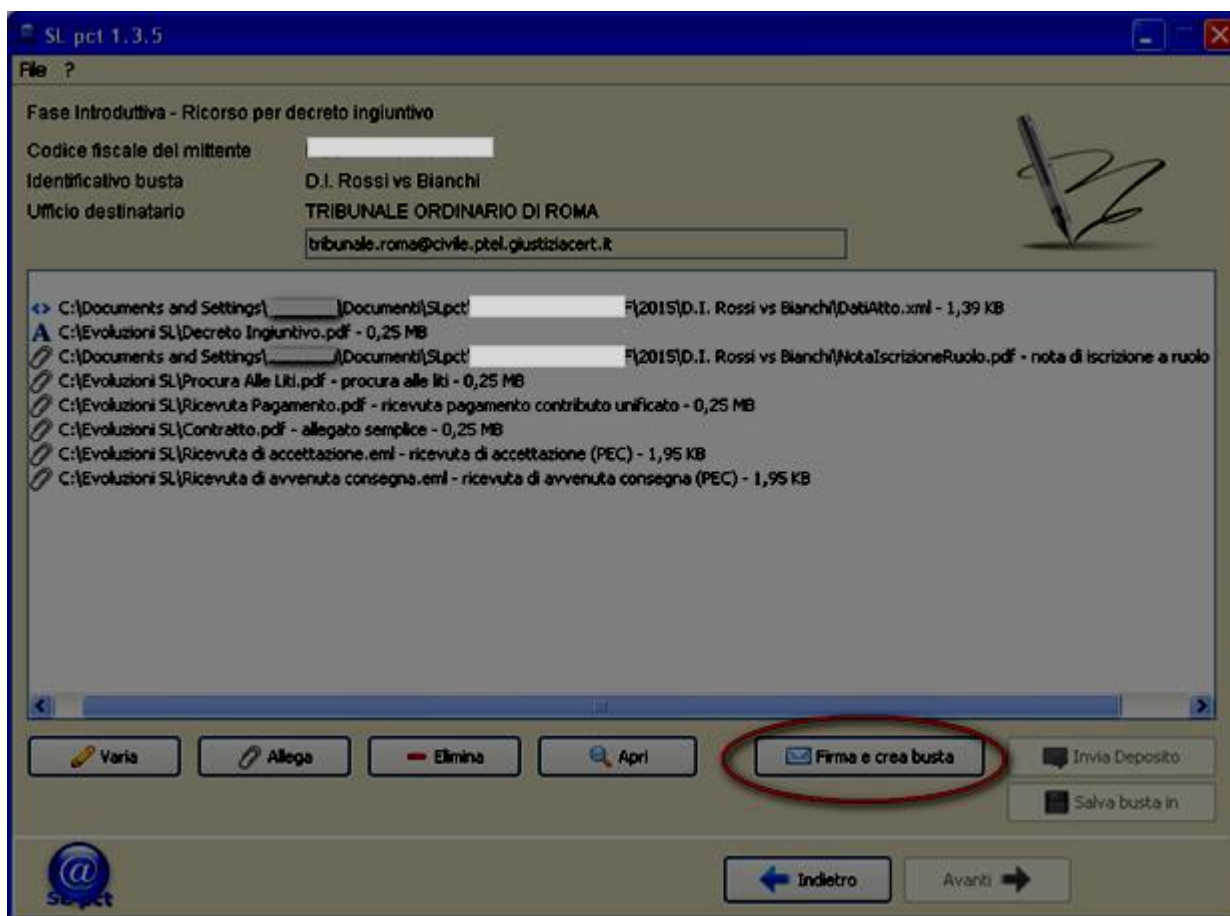 SL pct 1.3.5
File ?
Fase Introduttiva - Ricorso per decreto ingiuntivo
Codice fiscale del mittente
Identificativo busta D.I. Rossi vs Bianchi
Ufficio destinatario TRIBUNALE ORDINARIO DI ROMA
tribunale.roma@civile.ptel.giustiziacert.it
C:\Documents and Settings\ \Documenti\SLpct\ F\2015\D.I. Rossi vs Bianchi\DatiAtto.xml - 1,39 KB
A C:\Evoluzioni SL\Decreto Ingiuntivo.pdf - 0,25 MB
C:\Documents and Settings\ \Documenti\SLpct\ F\2015\D.I. Rossi vs Bianchi\NotaIscrizioneRuolo.pdf - nota di iscrizione a ruolo
C:\Evoluzioni SL\Procura Alle Liti.pdf - procura alle liti - 0,25 MB
C:\Evoluzioni SL\Ricevuta Pagamento.pdf - ricevuta pagamento contributo unificato - 0,25 MB
C:\Evoluzioni SL\Contratto.pdf - allegato semplice - 0,25 MB
C:\Evoluzioni SL\Ricevuta di accettazione.eml - ricevuta di accettazione (PEC) - 1,95 KB
C:\Evoluzioni SL\Ricevuta di avvenuta consegna.eml - ricevuta di avvenuta consegna (PEC) - 1,95 KB
Varia Allega Elimina Apri Firma e crea busta Invia Deposito
Salva busta in
@
SL pct
Indietro Avanti